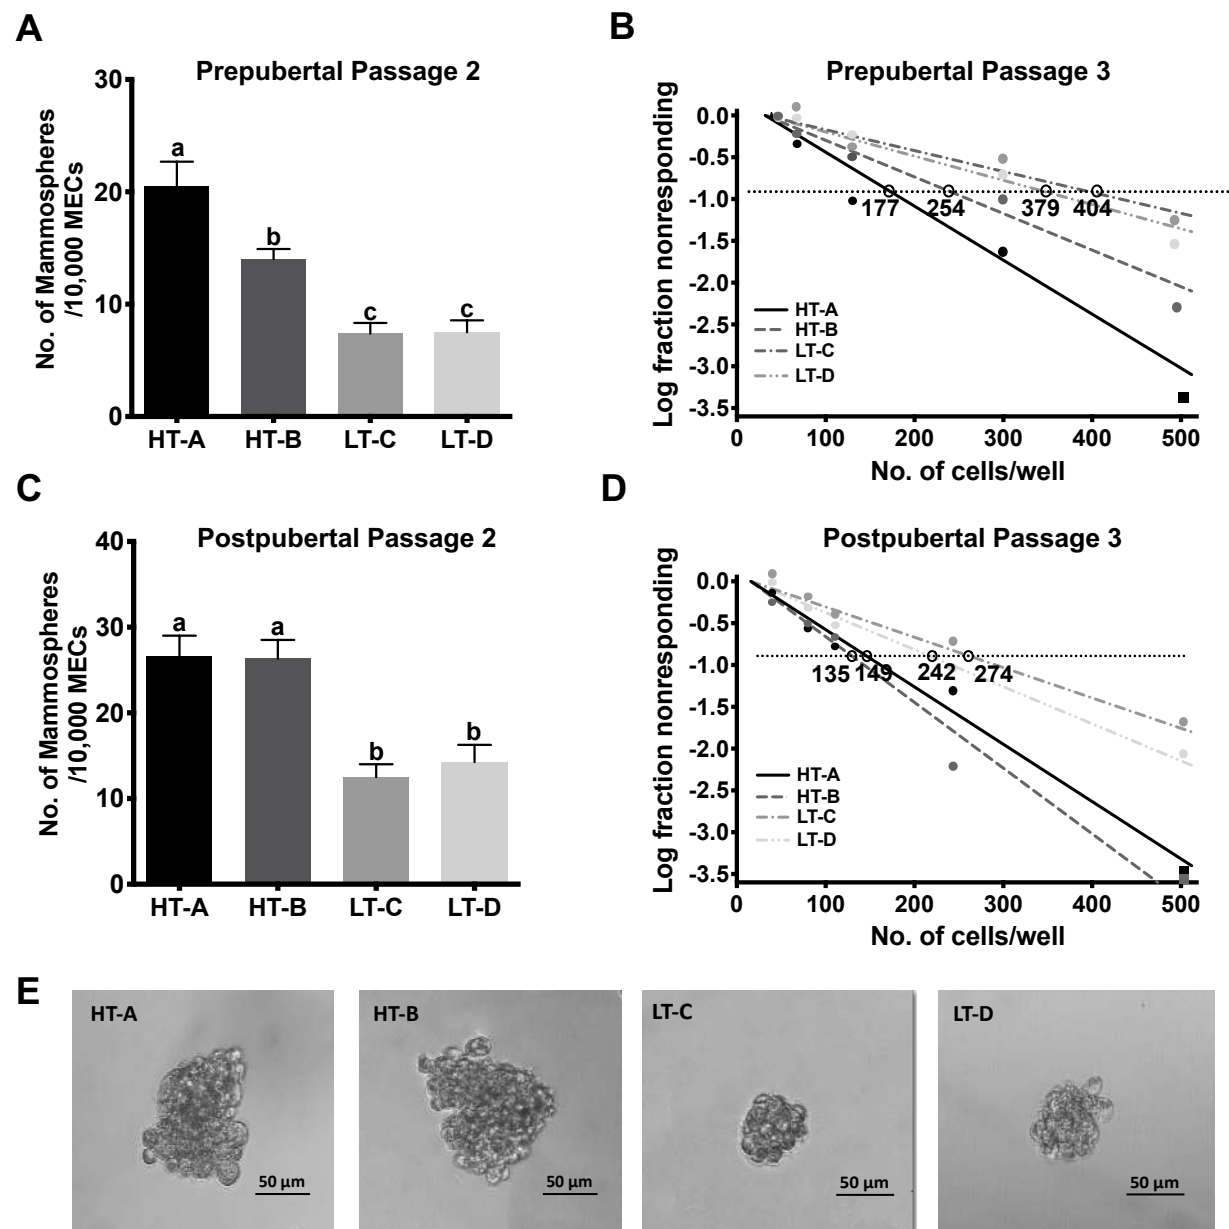 A
Prepubertal Passage 2
No. of Mammospheres
/10,000 MECs
30
20
10
0
a
b
c
c
HT-A
HT-B
LT-C
LT-D
B
Prepubertal Passage 3
Log fraction nonresponding
0.0
-0.5
-1.0
-1.5
-2.0
-2.5
-3.0
-3.5
177
254
379
404
HT-A
HT-B
LT-C
LT-D
0
100
200
300
400
500
No. of cells/well
C
Postpubertal Passage 2
No. of Mammospheres
/10,000 MECs
40
30
20
10
0
a
a
b
b
HT-A
HT-B
LT-C
LT-D
D
Postpubertal Passage 3
Log fraction nonresponding
0.0
-0.5
-1.0
-1.5
-2.0
-2.5
-3.0
-3.5
135
149
242
274
HT-A
HT-B
LT-C
LT-D
0
100
200
300
400
500
No. of cells/well
E
HT-A
50 µm
HT-B
50 µm
LT-C
50 µm
LT-D
50 µm